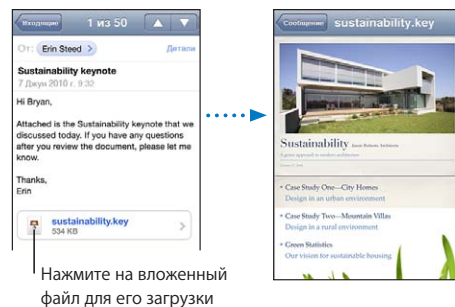 Входящие
1 из 50
От: Erin Steed
Детали
Sustainability keynote
7 Джун 2010 г. 9:32
Hi Bryan,
Attached is the Sustainability keynote that we
discussed today. If you have any questions
after you review the document, please let me
know.
Thanks,
Erin
sustainability.key
534 KB
Нажмите на вложенный
файл для его загрузки
Сообщение
sustainability.key
Sustainability
• Case Study One—City Homes
Design in an urban environment
• Case Study Two—Mountain Villas
Design in a rural environment
• Green Statistics
Our vision for sustainable housing